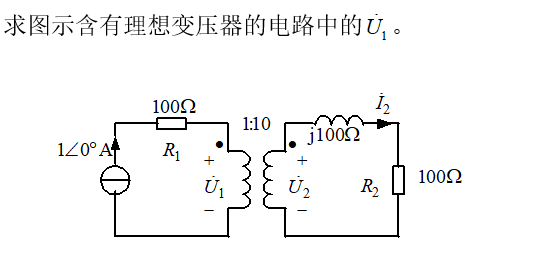 求图示含有理想变压器的电路中的U̇₁。
100Ω
1:10
İ₂
j100Ω
1∠0°A
R₁
+
+
U̇₁
U̇₂
R₂
100Ω
−
−